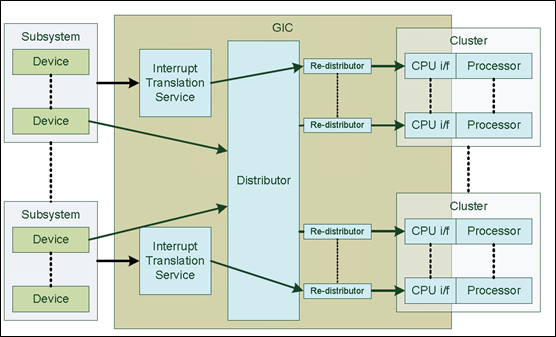 GIC
Subsystem
Device
Device
Interrupt
Translation
Service
Distributor
Re-distributor
Re-distributor
Cluster
CPU i/f
Processor
CPU i/f
Processor
Subsystem
Device
Device
Interrupt
Translation
Service
Re-distributor
Re-distributor
Cluster
CPU i/f
Processor
CPU i/f
Processor